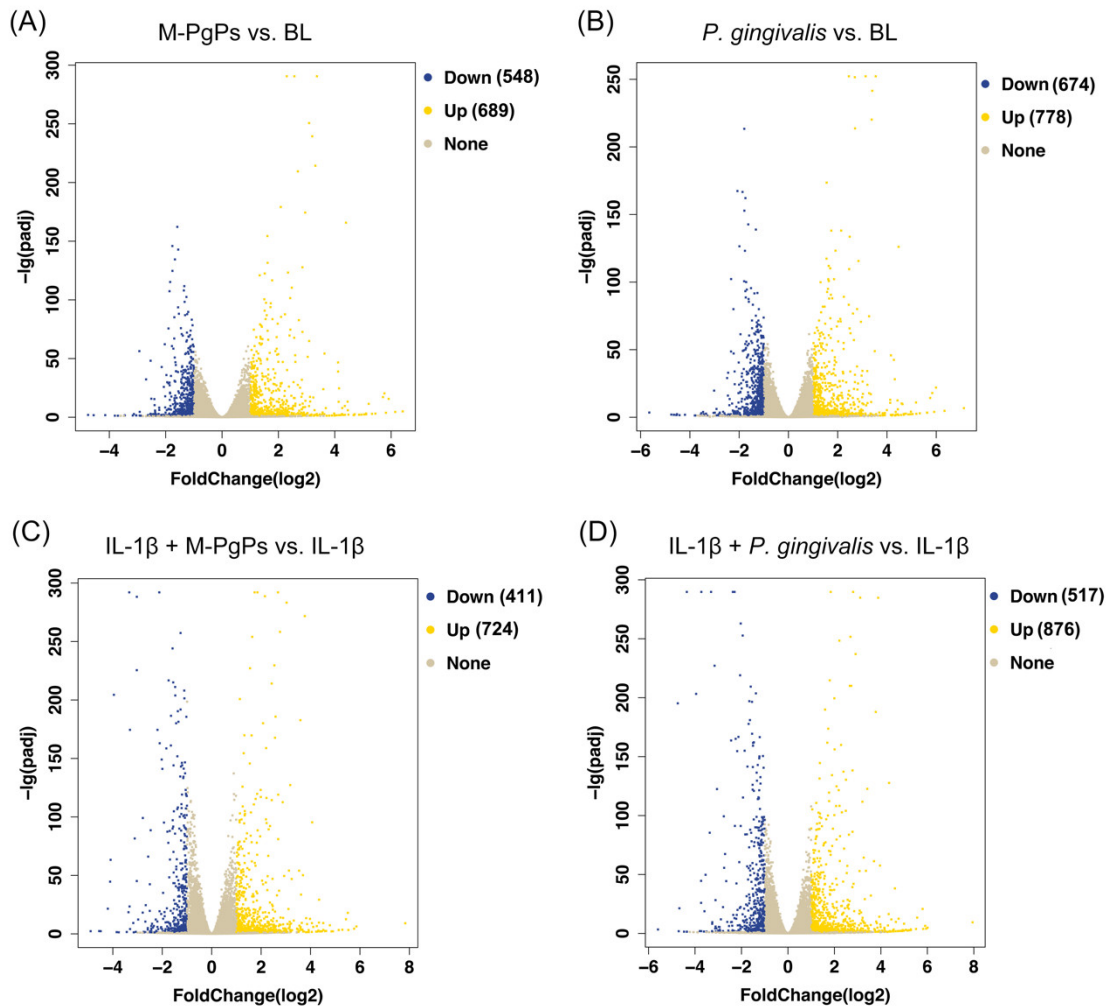 (A)
M-PgPs vs. BL
300
250
200
150
100
50
0
−lg(padj)
−4 −2 0 2 4 6
FoldChange(log2)
Down (548)
Up (689)
None
(B)
P. gingivalis vs. BL
250
200
150
100
50
0
−lg(padj)
−6 −4 −2 0 2 4 6
FoldChange(log2)
Down (674)
Up (778)
None
(C)
IL-1β + M-PgPs vs. IL-1β
300
250
200
150
100
50
0
−lg(padj)
−4 −2 0 2 4 6 8
FoldChange(log2)
Down (411)
Up (724)
None
(D)
IL-1β + P. gingivalis vs. IL-1β
300
250
200
150
100
50
0
−lg(padj)
−6 −4 −2 0 2 4 6 8
FoldChange(log2)
Down (517)
Up (876)
None